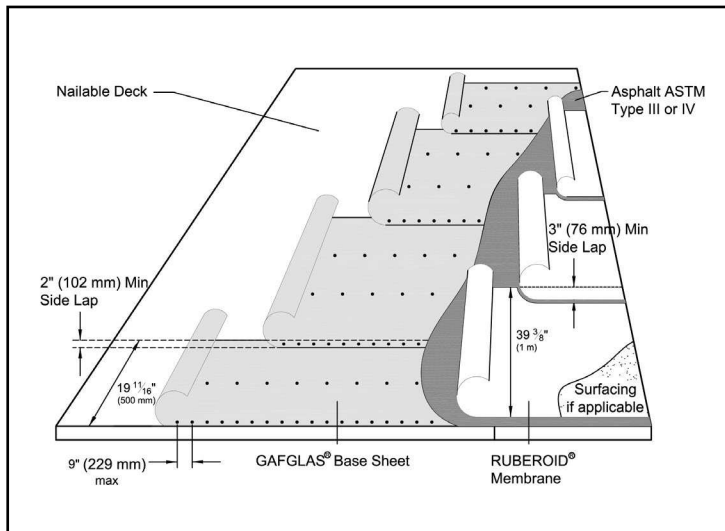 Nailable Deck
Asphalt ASTM
Type III or IV
3" (76 mm) Min
Side Lap
2" (102 mm) Min
Side Lap
39 3/8"
(1 m)
19 11/16"
(500 mm)
Surfacing
if applicable
9" (229 mm)
max
GAFGLAS® Base Sheet
RUBEROID®
Membrane